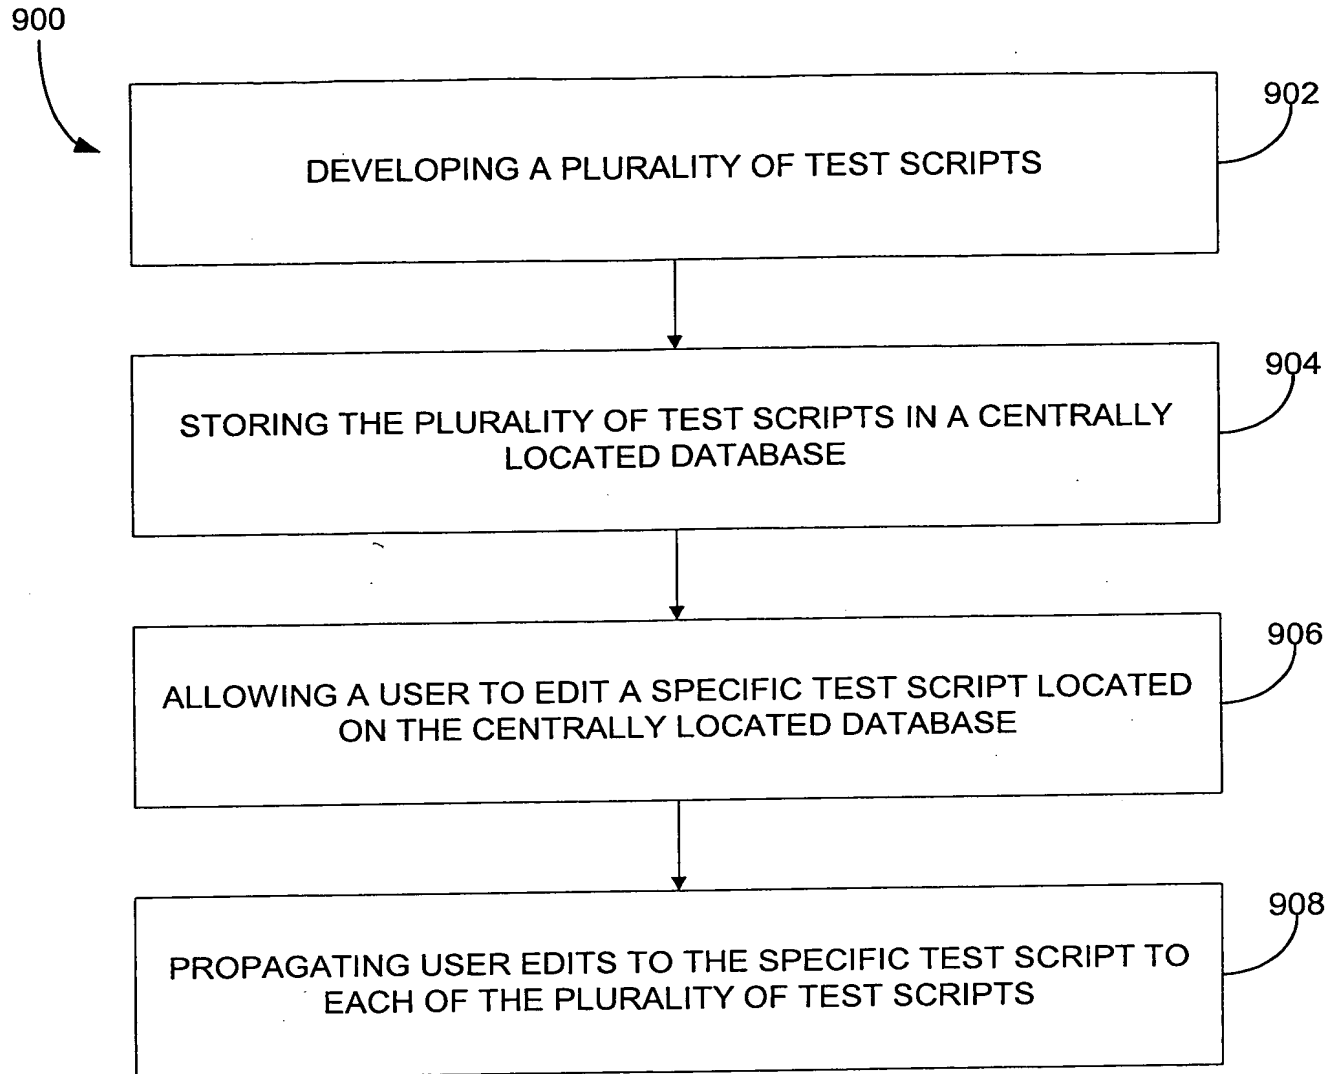 900
902
DEVELOPING A PLURALITY OF TEST SCRIPTS
904
STORING THE PLURALITY OF TEST SCRIPTS IN A CENTRALLY
LOCATED DATABASE
906
ALLOWING A USER TO EDIT A SPECIFIC TEST SCRIPT LOCATED
ON THE CENTRALLY LOCATED DATABASE
908
PROPAGATING USER EDITS TO THE SPECIFIC TEST SCRIPT TO
EACH OF THE PLURALITY OF TEST SCRIPTS